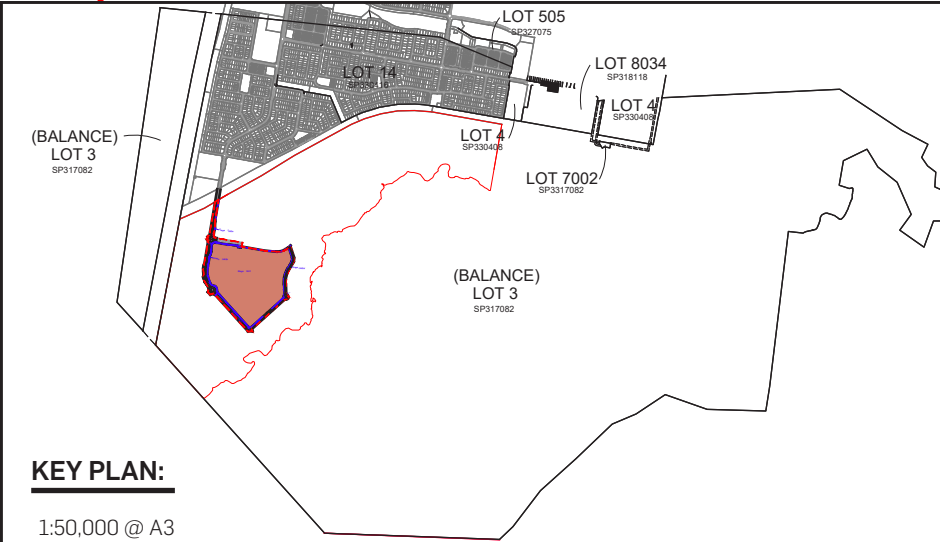 LOT 505
SP327075
LOT 8034
SP318118
LOT 14
LOT 4
SP330408
LOT 4
SP330408
(BALANCE)
LOT 3
SP317082
LOT 7002
SP3317082
(BALANCE)
LOT 3
SP317082
KEY PLAN:
1:50,000 @ A3